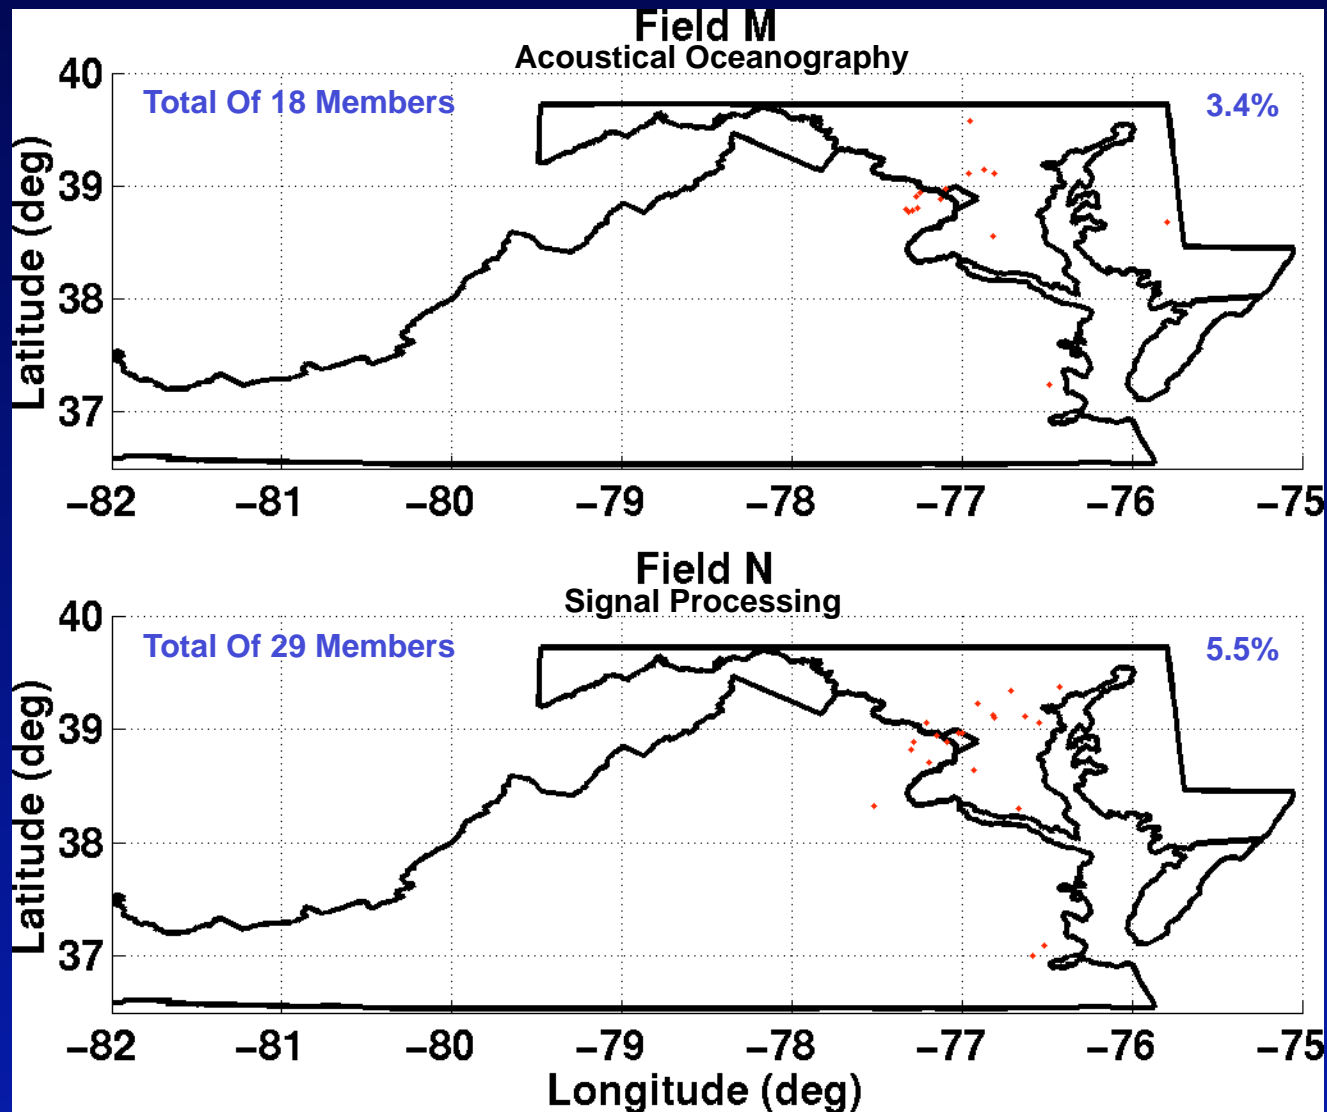 Field M
Acoustical Oceanography
Total Of 18 Members
3.4%
Latitude (deg)
40
39
38
37
−82 −81 −80 −79 −78 −77 −76 −75
Field N
Signal Processing
Total Of 29 Members
5.5%
Latitude (deg)
40
39
38
37
−82 −81 −80 −79 −78 −77 −76 −75
Longitude (deg)